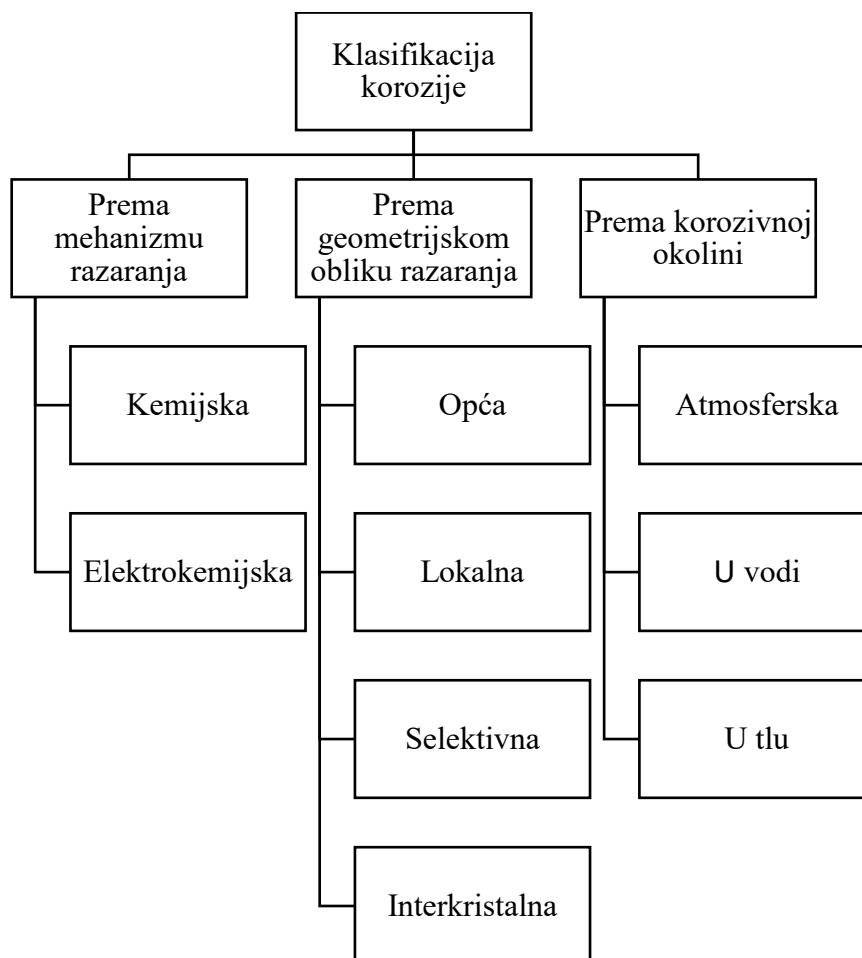 Klasifikacija
korozije
Prema
mehanizmu
razaranja
Kemijska
Elektrokemijska
Prema
geometrijskom
obliku razaranja
Opća
Lokalna
Selektivna
Interkristalna
Prema korozivnoj
okolini
Atmosferska
U vodi
U tlu